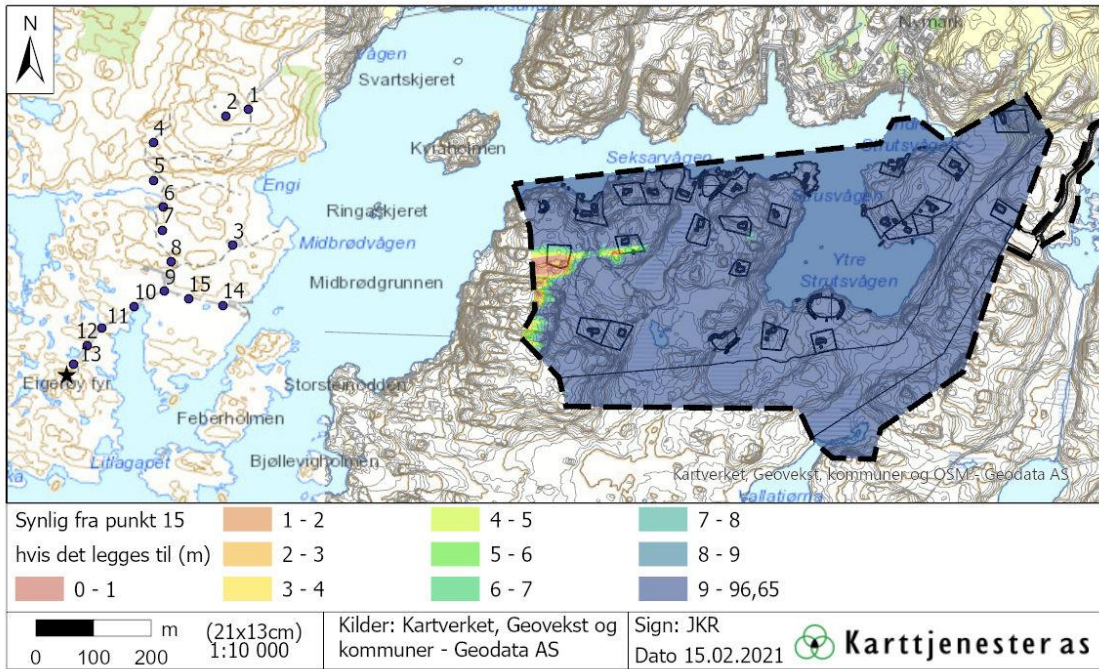 N
Nymark
Vågen
Svartskjeret
2 1
4
Kyraholmen
Seksarvågen
Strutsvågen
5
Engi
6
Ringaskjeret
7
3
Midbrødvågen
8
Ytre
Strutsvågen
9
Midbrødgrunnen
10 15 14
11
12
13
Eigerøy fyr
Storsteinodden
Feberholmen
Litlagapet
Bjøllevigholmen
Kartverket, Geovekst, kommuner og OSM - Geodata AS
Synlig fra punkt 15
hvis det legges til (m)
0 - 1
1 - 2
2 - 3
3 - 4
4 - 5
5 - 6
6 - 7
7 - 8
8 - 9
9 - 96,65
0 100 200 m
(21x13cm)
1:10 000
Kilder: Kartverket, Geovekst og
kommuner - Geodata AS
Sign: JKR
Dato 15.02.2021
Karttjenester as